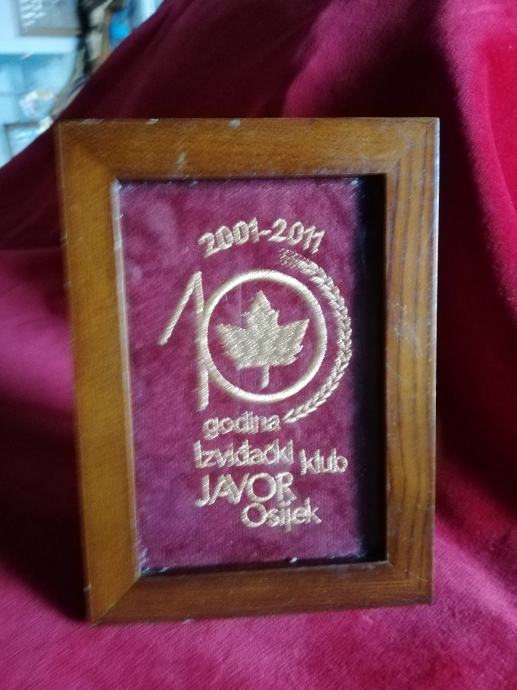 2001-2011
10
godina
Izviđački
klub
JAVOR
Osijek